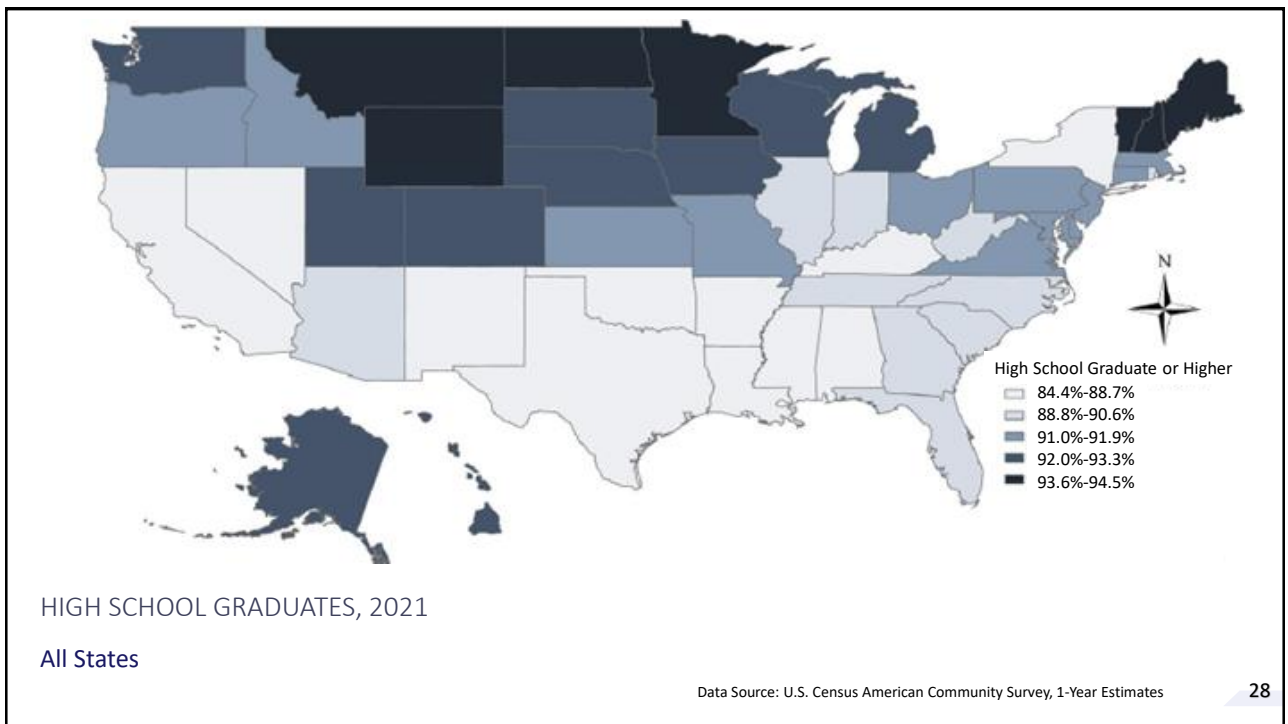 N
High School Graduate or Higher
84.4%-88.7%
88.8%-90.6%
91.0%-91.9%
92.0%-93.3%
93.6%-94.5%
HIGH SCHOOL GRADUATES, 2021
All States
Data Source: U.S. Census American Community Survey, 1-Year Estimates
28